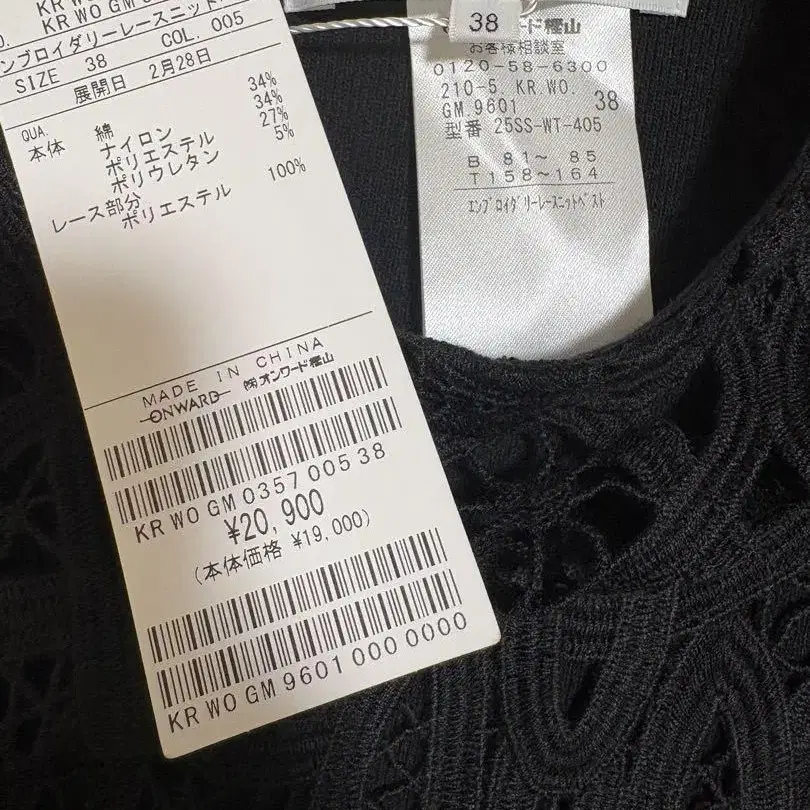 KR WO GM
ンブロイダリーレースニット
SIZE 38 COL. 005
展開日 2月28日
QUA.
本体 綿 34%
ナイロン 34%
ポリエステル 27%
ポリウレタン 5%
レース部分
ポリエステル 100%
MADE IN CHINA
ONWARD ㈱オンワード樫山
KR WO GM 0357 005 38
¥20,900
(本体価格 ¥19,000)
KR WO GM 9601 000 0000
38
ワード樫山
お客様相談室
0120-58-6300
210-5. KR WO.
GM 9601 38
型番 25SS-WT-405
B 81~ 85
T 158~164
エンブロイダリーレースニットベスト